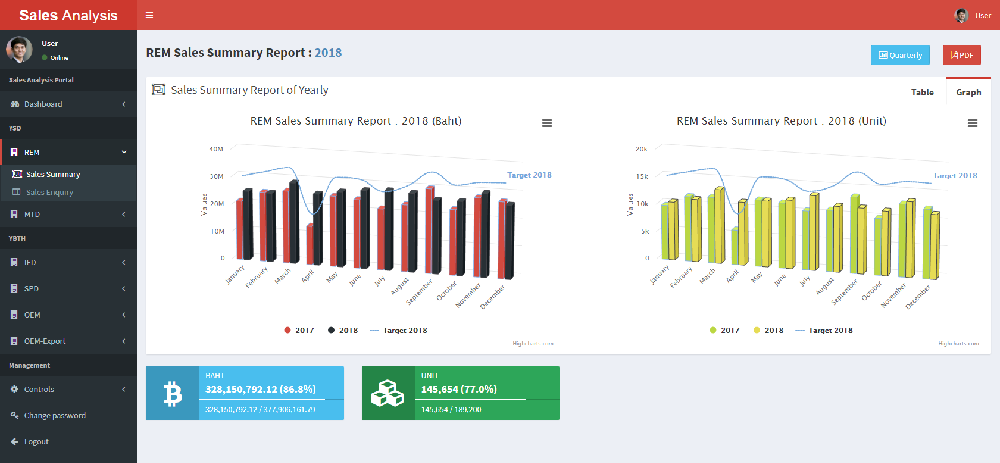 Sales Analysis
User
User
Online
Sales Analysis Portal
Dashboard
YSD
REM
Sales Summary
Sales Enquiry
MTD
YBTH
IED
SPD
OEM
OEM-Export
Management
Controls
Change password
Logout
REM Sales Summary Report : 2018
Quarterly
PDF
Sales Summary Report of Yearly
Table
Graph
REM Sales Summary Report . 2018 (Baht)
40M
30M
20M
10M
0
Values
Target 2018
January
February
March
April
May
June
July
August
September
October
November
December
2017
2018
Target 2018
Highcharts.com
REM Sales Summary Report . 2018 (Unit)
20k
15k
10k
5k
0
Values
Target 2018
January
February
March
April
May
June
July
August
September
October
November
December
2017
2018
Target 2018
Highcharts.com
BAHT
328,150,792.12 (86.8%)
328,150,792.12 /
UNIT
145,654 (77.0%)
145,654 / 189,200